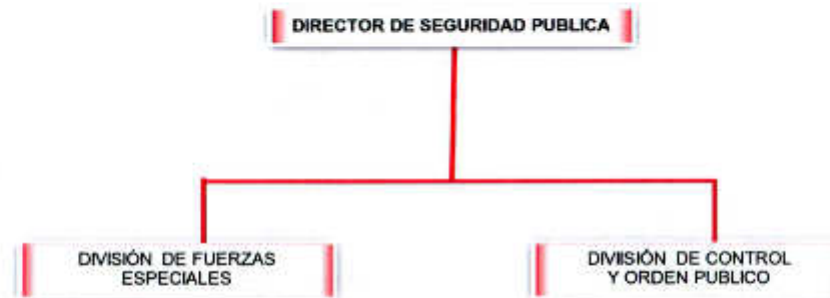 DIRECTOR DE SEGURIDAD PUBLICA
DIVISIÓN DE FUERZAS
ESPECIALES
DIVIISIÓN DE CONTROL
Y ORDEN PUBLICO